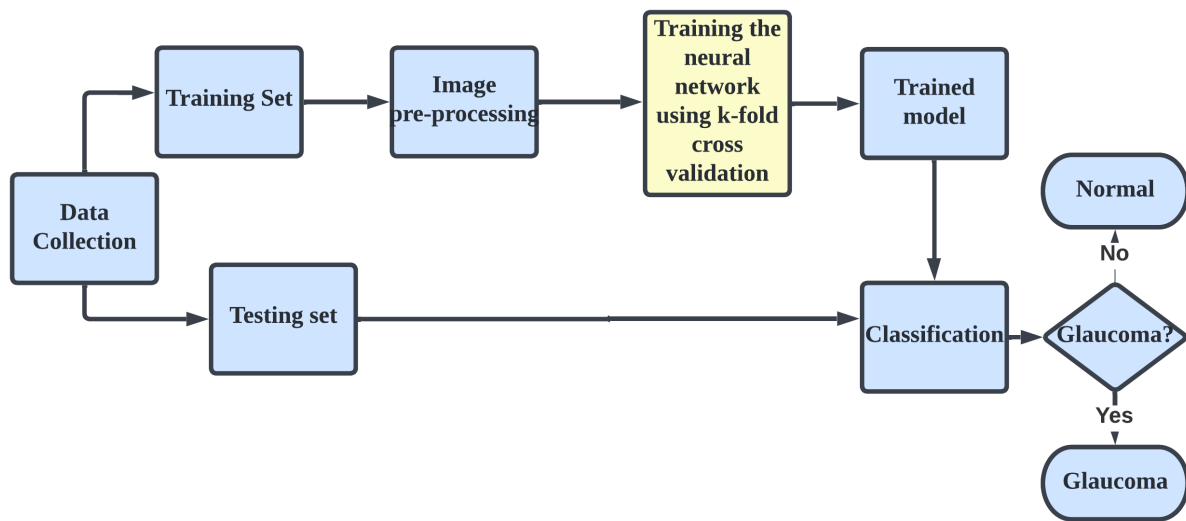 Training Set
Image
pre-processing
Training the
neural
network
using k-fold
cross
validation
Trained
model
Data
Collection
Normal
No
Testing set
Classification
Glaucoma?
Yes
Glaucoma